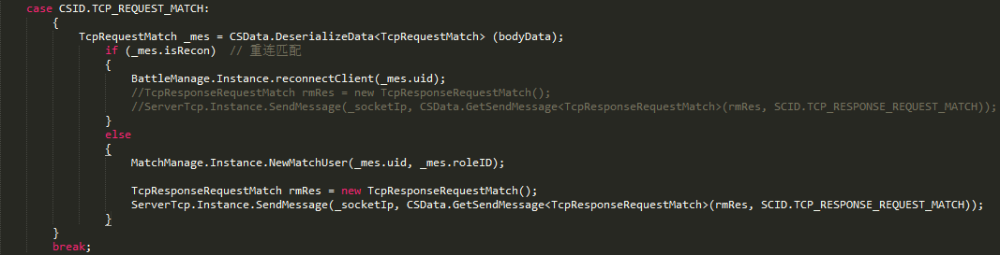 case CSID.TCP_REQUEST_MATCH:
{
TcpRequestMatch _mes = CSData.DeserializeData<TcpRequestMatch> (bodyData);
if (_mes.isRecon)  // 重连匹配
{
BattleManage.Instance.reconnectClient(_mes.uid);
//TcpResponseRequestMatch rmRes = new TcpResponseRequestMatch();
//ServerTcp.Instance.SendMessage(_socketIp, CSData.GetSendMessage<TcpResponseRequestMatch>(rmRes, SCID.TCP_RESPONSE_REQUEST_MATCH));
}
else
{
MatchManage.Instance.NewMatchUser(_mes.uid, _mes.roleID);
TcpResponseRequestMatch rmRes = new TcpResponseRequestMatch();
ServerTcp.Instance.SendMessage(_socketIp, CSData.GetSendMessage<TcpResponseRequestMatch>(rmRes, SCID.TCP_RESPONSE_REQUEST_MATCH));
}
}
break;